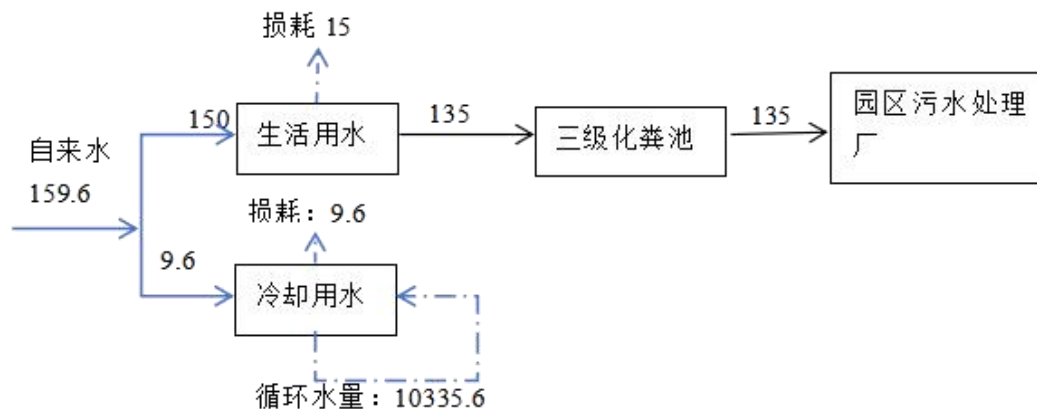 损耗 15
150
生活用水
135
三级化粪池
135
园区污水处理
厂
自来水
159.6
损耗：9.6
9.6
冷却用水
循环水量：10335.6